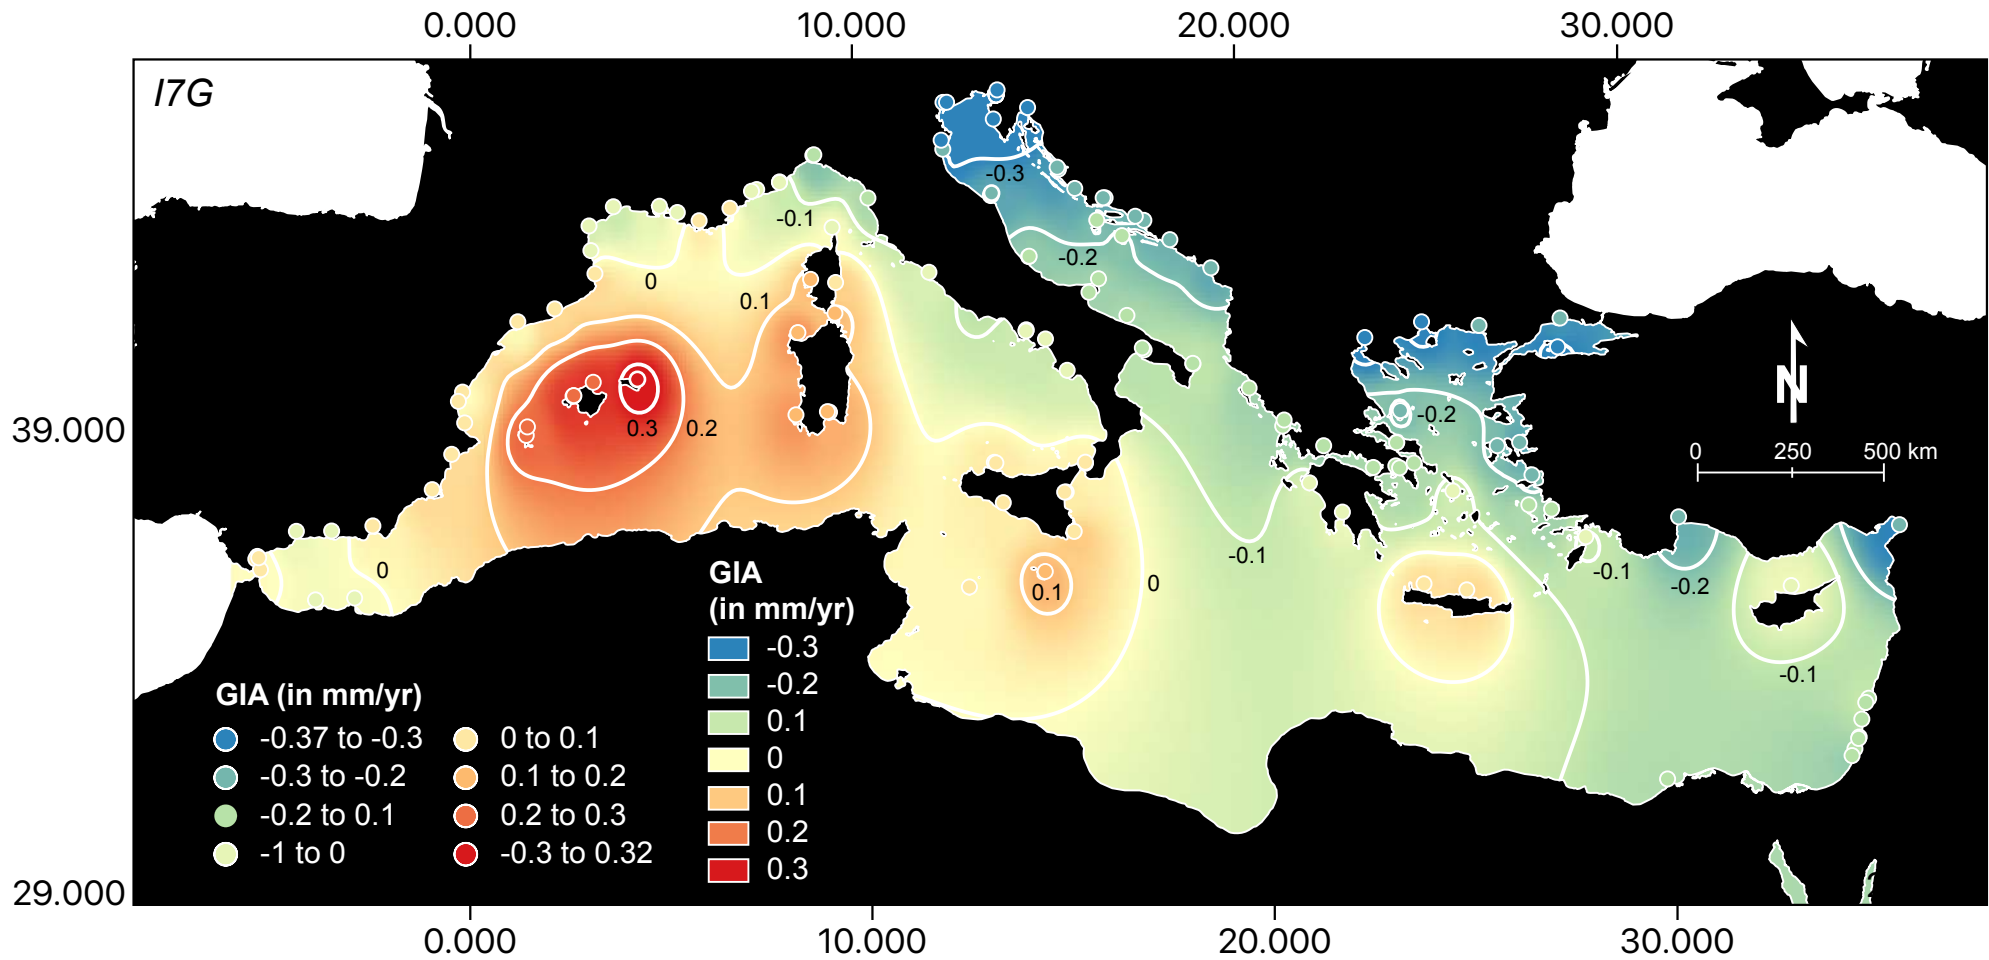 0.000 10.000 20.000 30.000
I7G
-0.3
-0.1
-0.2
0
0.1
39.000
0.3 0.2
-0.2
N
0 250 500 km
-0.1
0
0.1
0
-0.1
-0.2
-0.1
GIA
(in mm/yr)
-0.3
-0.2
0.1
0
0.1
0.2
0.3
GIA (in mm/yr)
-0.37 to -0.3
-0.3 to -0.2
-0.2 to 0.1
-1 to 0
0 to 0.1
0.1 to 0.2
0.2 to 0.3
-0.3 to 0.32
29.000
0.000 10.000 20.000 30.000